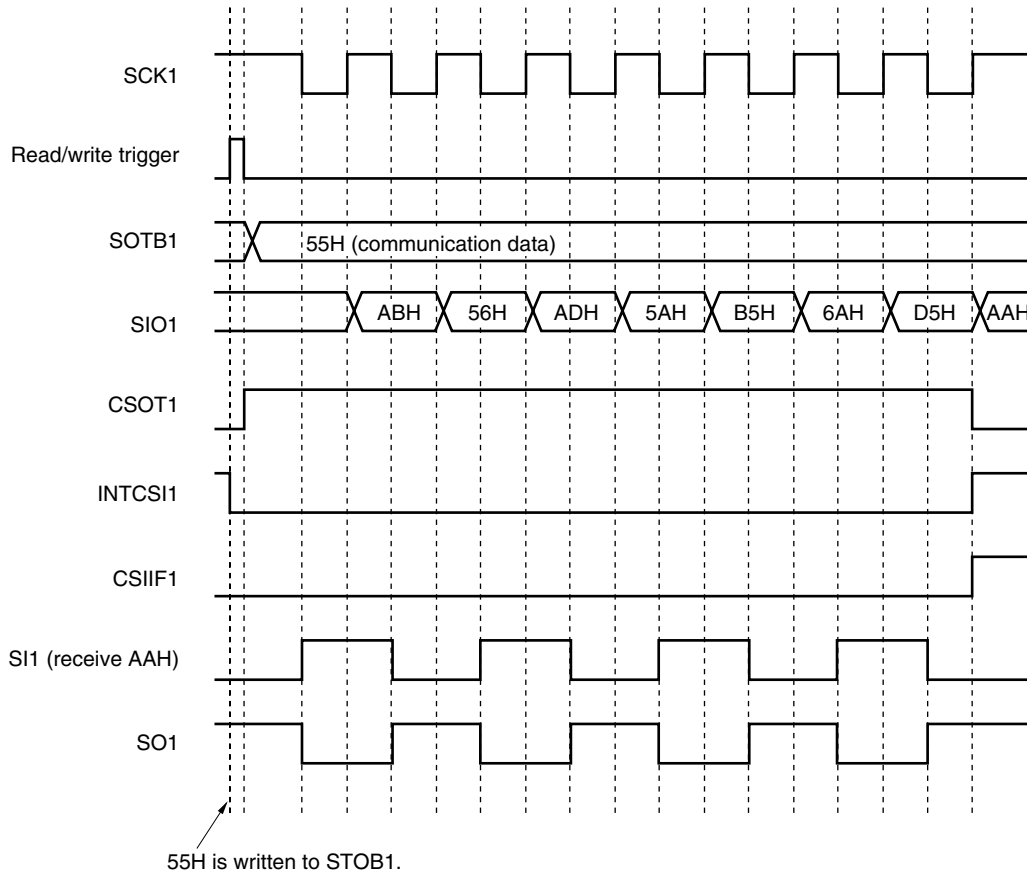 SCK1
Read/write trigger
SOTB1
55H (communication data)
SIO1
ABH 56H ADH 5AH B5H 6AH D5H AAH
CSOT1
INTCSI1
CSIIF1
SI1 (receive AAH)
SO1
55H is written to STOB1.